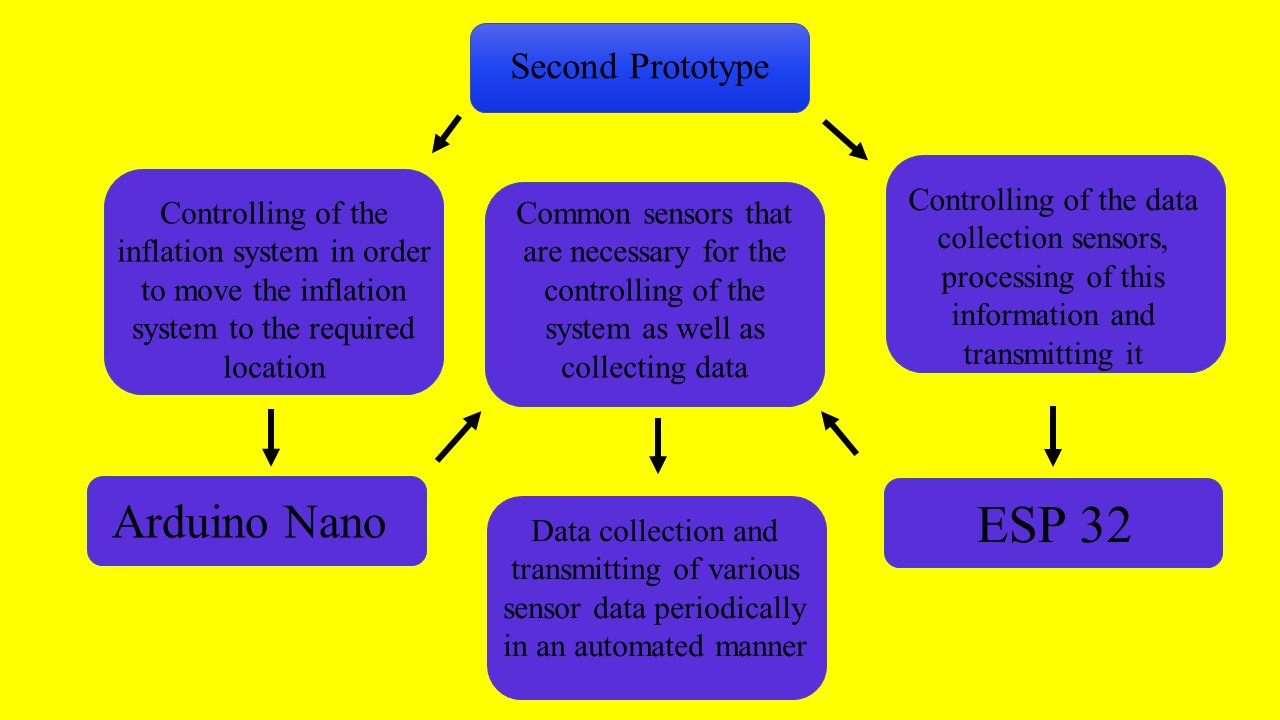 Second Prototype
Controlling of the
inflation system in order
to move the inflation
system to the required
location
Common sensors that
are necessary for the
controlling of the
system as well as
collecting data
Controlling of the data
collection sensors,
processing of this
information and
transmitting it
Arduino Nano
Data collection and
transmitting of various
sensor data periodically
in an automated manner
ESP 32